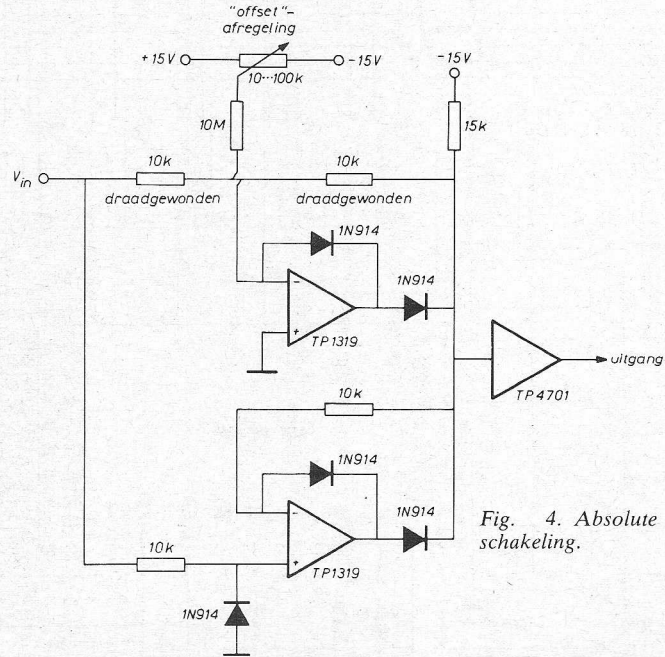 "offset"-
afregeling
+15V
-15V
10···100k
-15V
10M
15k
10k
10k
Vin
draadgewonden
draadgewonden
1N914
1N914
-
+
TP1319
uitgang
TP4701
10k
1N914
1N914
-
+
TP1319
10k
1N914
Fig. 4. Absolute
schakeling.